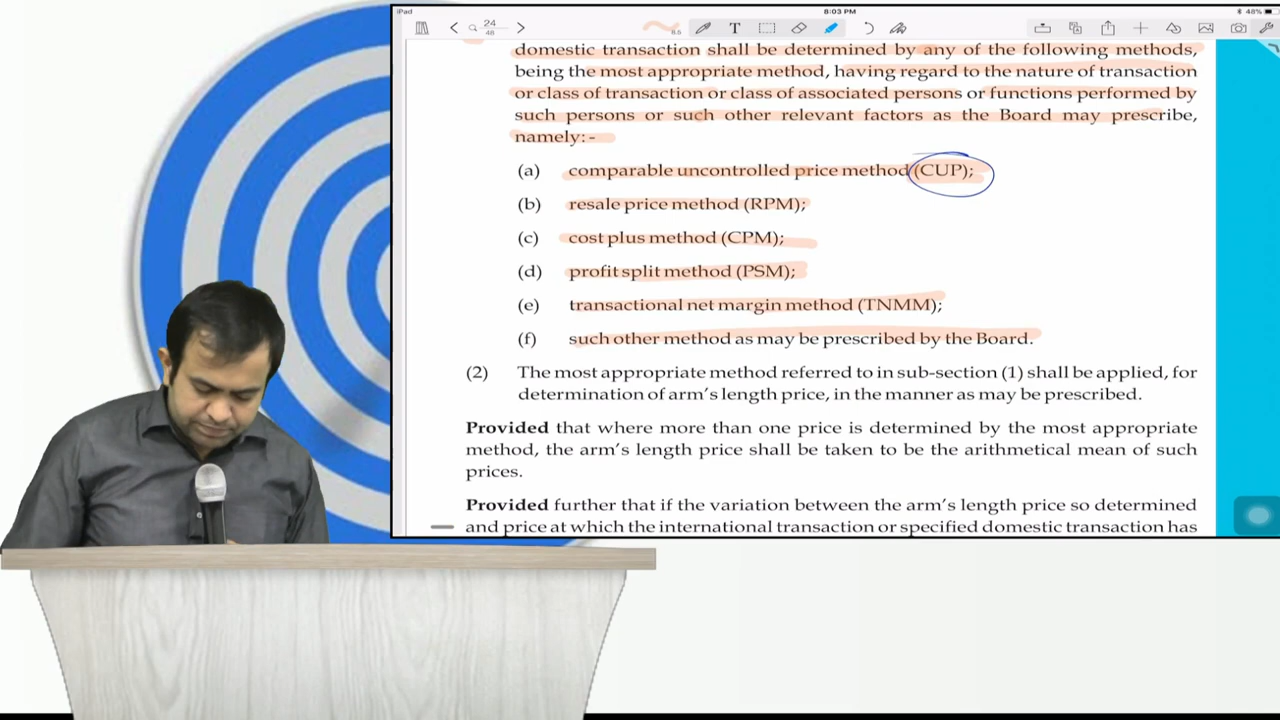 iPad
8:03 PM
48%
24
48
8.5
T
domestic transaction shall be determined by any of the following methods,
being the most appropriate method, having regard to the nature of transaction
or class of transaction or class of associated persons or functions performed by
such persons or such other relevant factors as the Board may prescribe,
namely: -
(a) comparable uncontrolled price method (CUP);
(b) resale price method (RPM);
(c) cost plus method (CPM);
(d) profit split method (PSM);
(e) transactional net margin method (TNMM);
(f) such other method as may be prescribed by the Board.
(2) The most appropriate method referred to in sub-section (1) shall be applied, for
determination of arm's length price, in the manner as may be prescribed.
Provided that where more than one price is determined by the most appropriate
method, the arm's length price shall be taken to be the arithmetical mean of such
prices.
Provided further that if the variation between the arm's length price so determined
and price at which the international transaction or specified domestic transaction has